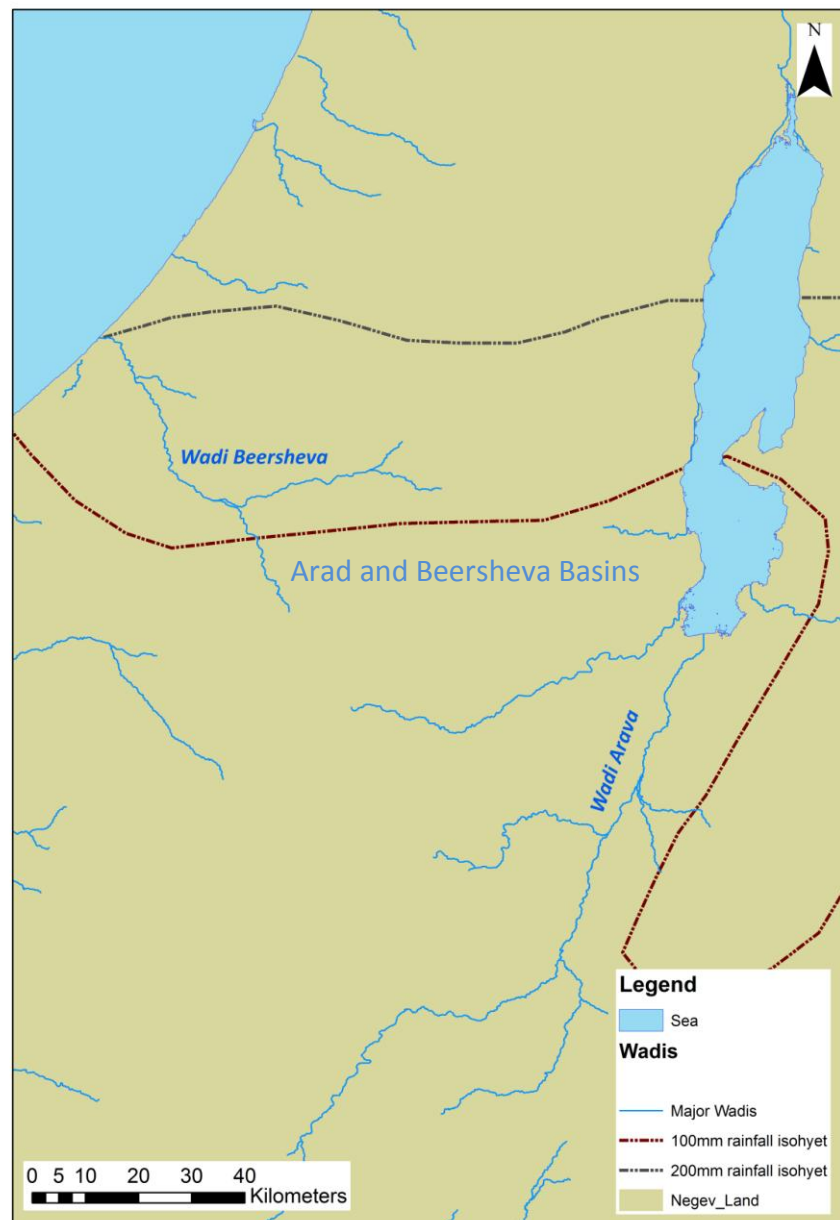 N
Wadi Beersheva
Arad and Beersheva Basins
Wadi Arava
Legend
Sea
Wadis
Major Wadis
100mm rainfall isohyet
200mm rainfall isohyet
Negev_Land
0 5 10 20 30 40
Kilometers